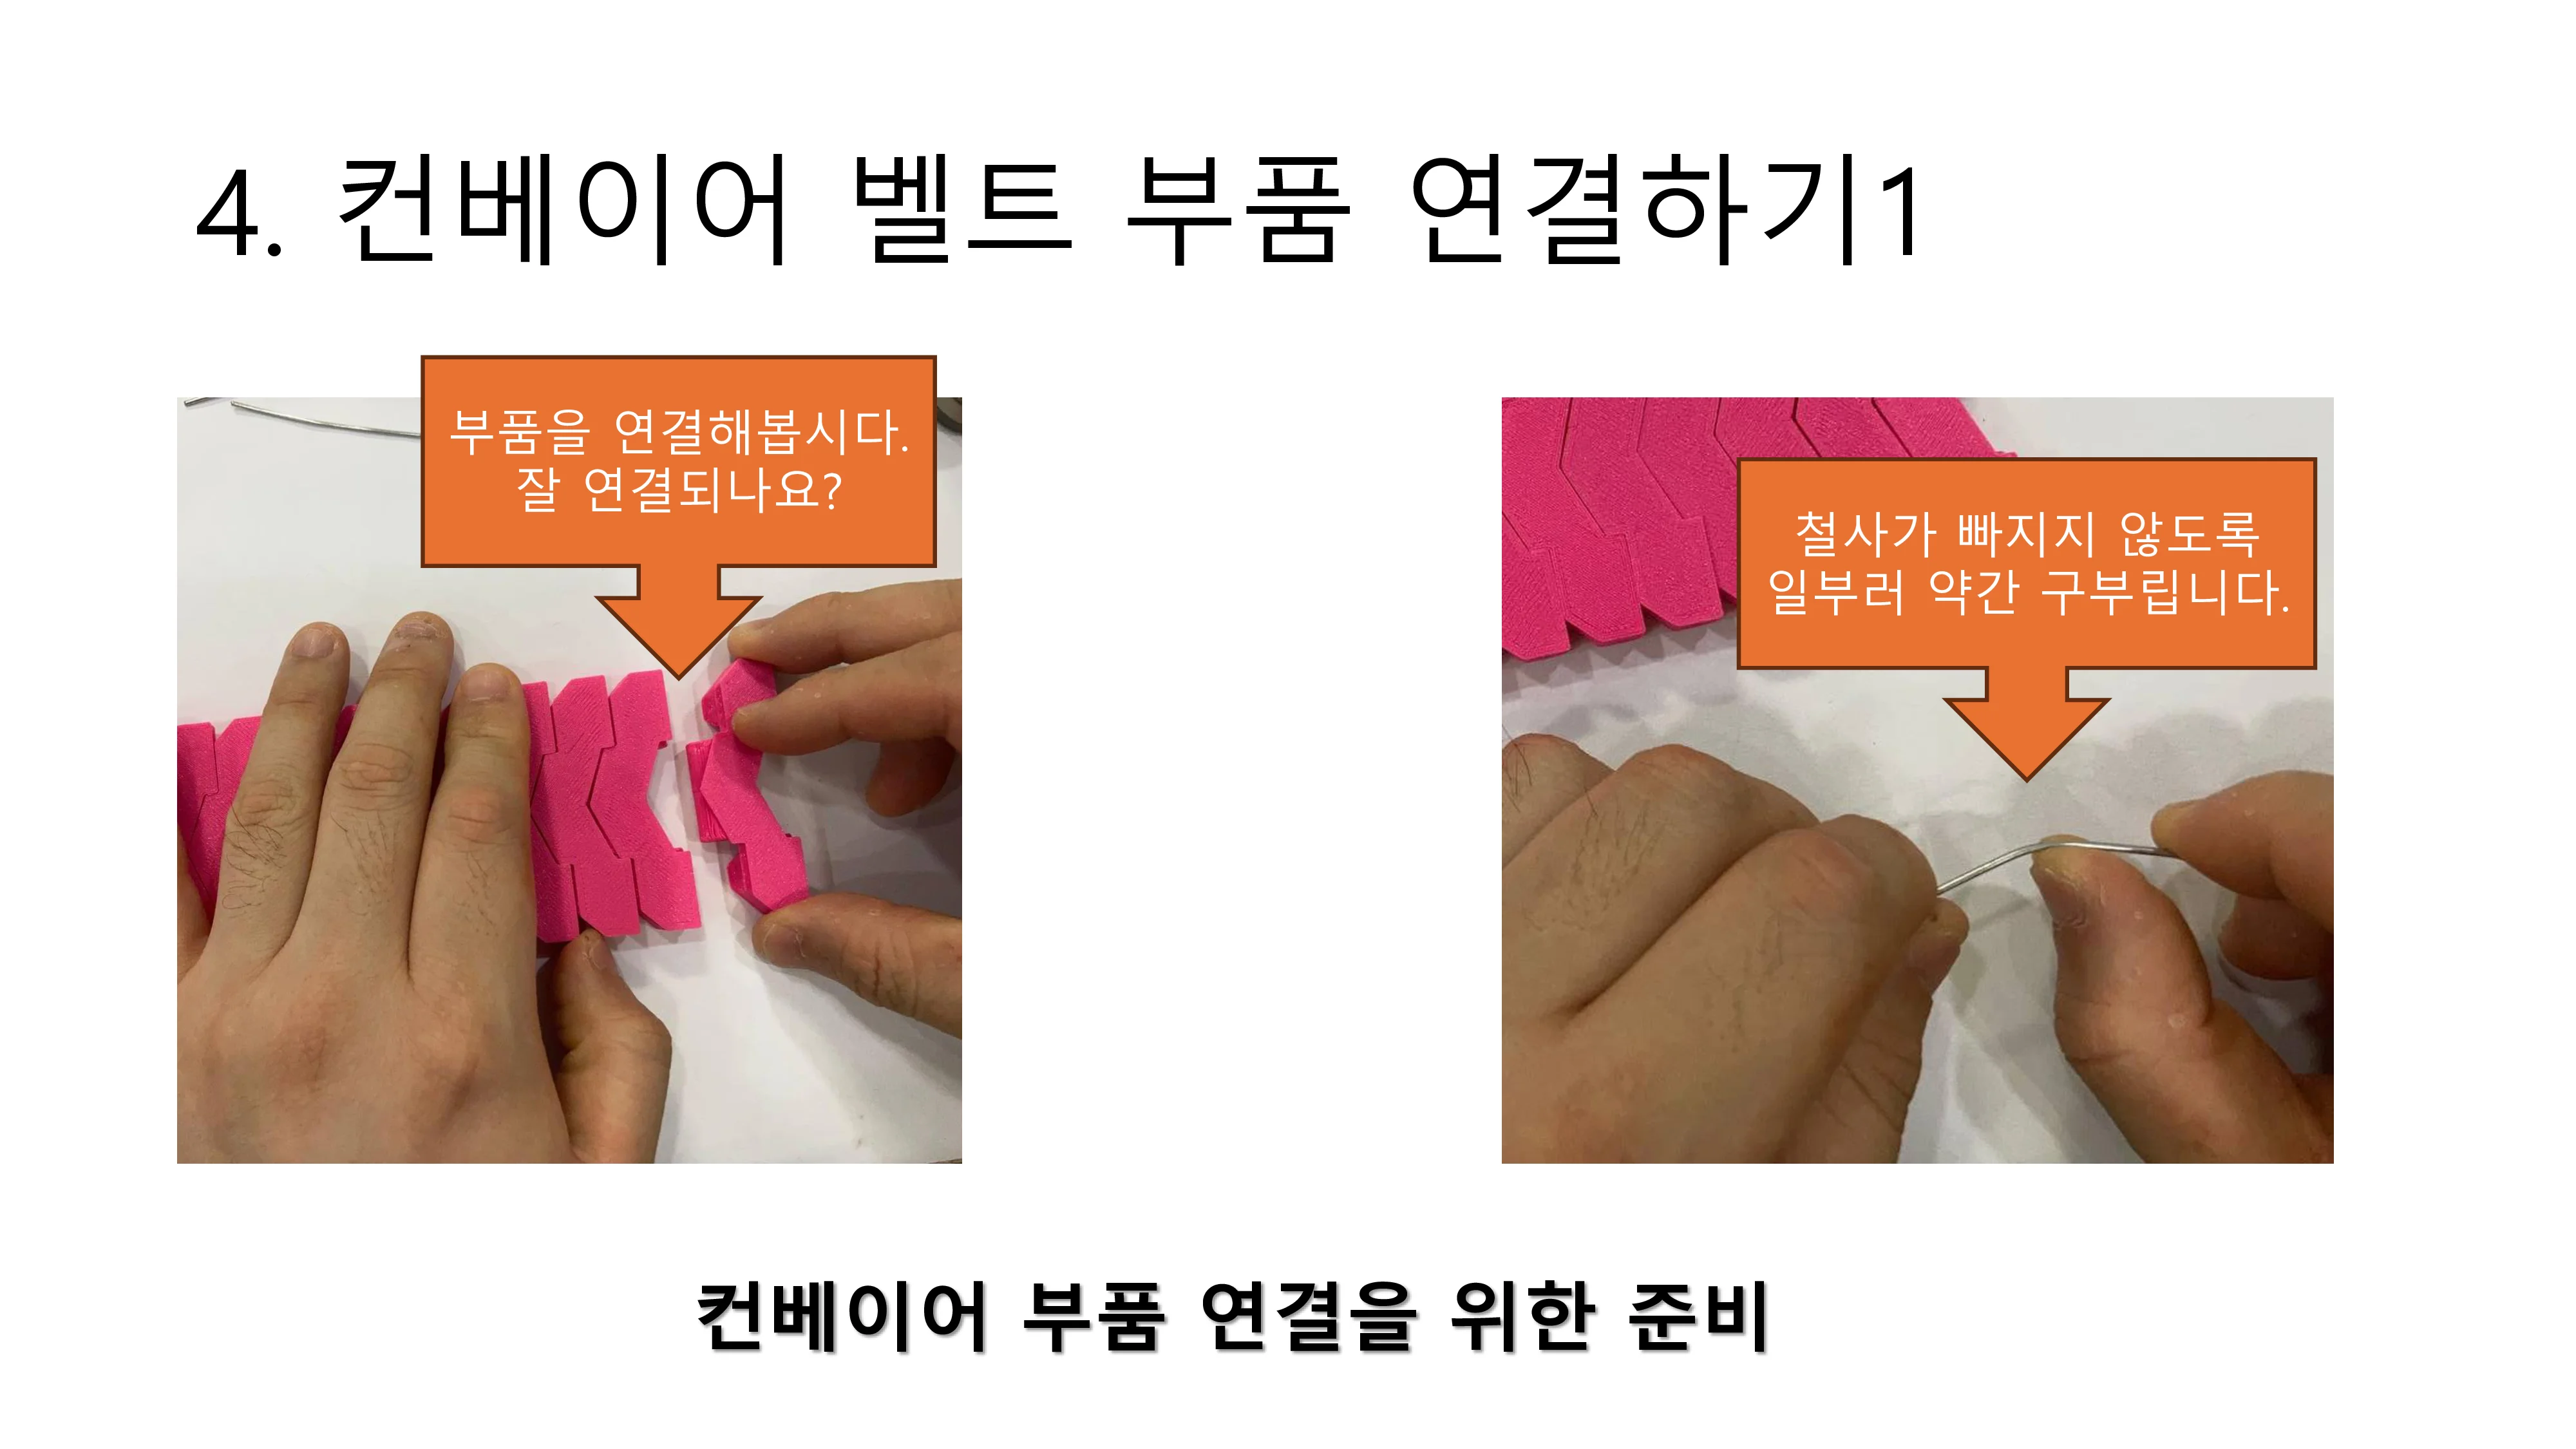 4. 컨베이어 벨트 부품 연결하기1
부품을 연결해봅시다.
잘 연결되나요?
철사가 빠지지 않도록
일부러 약간 구부립니다.
컨베이어 부품 연결을 위한 준비